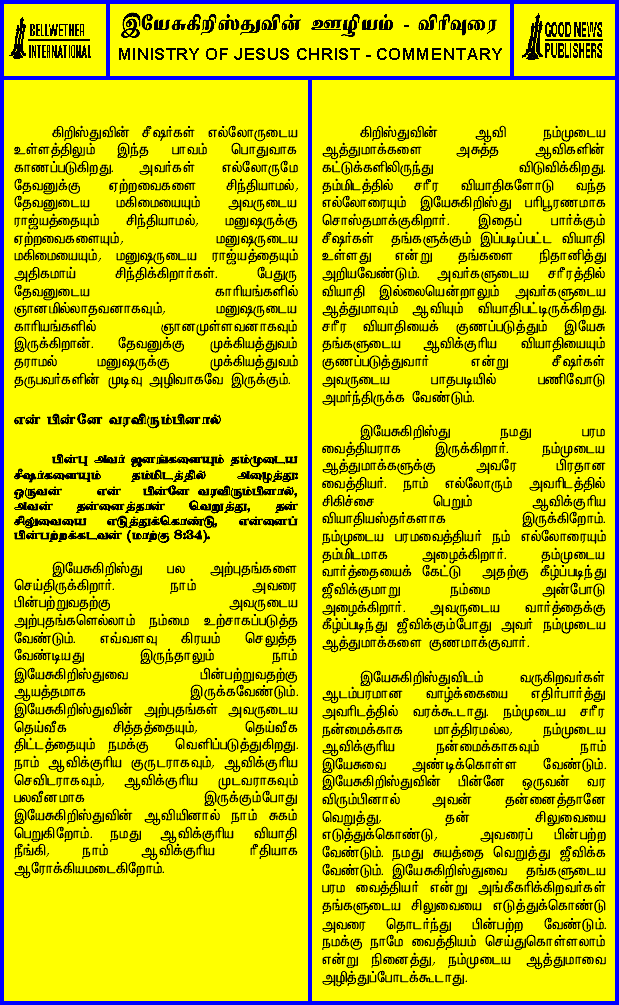 BELLWETHER
INTERNATIONAL
இயேசுகிறிஸ்துவின் ஊழியம் - விரிவுரை
MINISTRY OF JESUS CHRIST - COMMENTARY
GOOD NEWS
PUBLISHERS
கிறிஸ்துவின் சீஷர்கள் எல்லோருடைய
உள்ளத்திலும் இந்த பாவம் பொதுவாக
காணப்படுகிறது. அவர்கள் எல்லோருமே
தேவனுக்கு ஏற்றவைகளை சிந்தியாமல்,
தேவனுடைய மகிமையையும் அவருடைய
ராஜ்யத்தையும் சிந்தியாமல், மனுஷருக்கு
ஏற்றவைகளையும், மனுஷருடைய
மகிமையையும், மனுஷருடைய ராஜ்யத்தையும்
அதிகமாய் சிந்திக்கிறார்கள். பேதுரு
தேவனுடைய காரியங்களில்
ஞானமில்லாதவனாகவும், மனுஷருடைய
காரியங்களில் ஞானமுள்ளவனாகவும்
இருக்கிறான். தேவனுக்கு முக்கியத்துவம்
தராமல் மனுஷருக்கு முக்கியத்துவம்
தருபவர்களின் முடிவு அழிவாகவே இருக்கும்.
என் பின்னே வரவிரும்பினால்
பின்பு அவர் ஜனங்களையும் தம்முடைய
சீஷர்களையும் தம்மிடத்தில் அழைத்து:
ஒருவன் என் பின்னே வரவிரும்பினால்,
அவன் தன்னைத்தான் வெறுத்து, தன்
சிலுவையை எடுத்துக்கொண்டு, என்னைப்
பின்பற்றக்கடவன் (மாற்கு 8:34).
இயேசுகிறிஸ்து பல அற்புதங்களை
செய்திருக்கிறார். நாம் அவரை
பின்பற்றுவதற்கு அவருடைய
அற்புதங்களெல்லாம் நம்மை உற்சாகப்படுத்த
வேண்டும். எவ்வளவு கிரயம் செலுத்த
வேண்டியது இருந்தாலும் நாம்
இயேசுகிறிஸ்துவை பின்பற்றுவதற்கு
ஆயத்தமாக இருக்கவேண்டும்.
இயேசுகிறிஸ்துவின் அற்புதங்கள் அவருடைய
தெய்வீக சித்தத்தையும், தெய்வீக
திட்டத்தையும் நமக்கு வெளிப்படுத்துகிறது.
நாம் ஆவிக்குரிய குருடராகவும், ஆவிக்குரிய
செவிடராகவும், ஆவிக்குரிய முடவராகவும்
பலவீனமாக இருக்கும்போது
இயேசுகிறிஸ்துவின் ஆவியினால் நாம் சுகம்
பெறுகிறோம். நமது ஆவிக்குரிய வியாதி
நீங்கி, நாம் ஆவிக்குரிய ரீதியாக
ஆரோக்கியமடைகிறோம்.
கிறிஸ்துவின் ஆவி நம்முடைய
ஆத்துமாக்களை அசுத்த ஆவிகளின்
கட்டுக்களிலிருந்து விடுவிக்கிறது.
தம்மிடத்தில் சரீர வியாதிகளோடு வந்த
எல்லோரையும் இயேசுகிறிஸ்து பரிபூரணமாக
சொஸ்தமாக்குகிறார். இதைப் பார்க்கும்
சீஷர்கள் தங்களுக்கும் இப்படிப்பட்ட வியாதி
உள்ளது என்று தங்களை நிதானித்து
அறியவேண்டும். அவர்களுடைய சரீரத்தில்
வியாதி இல்லையென்றாலும் அவர்களுடைய
ஆத்துமாவும் ஆவியும் வியாதிபட்டிருக்கிறது.
சரீர வியாதியைக் குணப்படுத்தும் இயேசு
தங்களுடைய ஆவிக்குரிய வியாதியையும்
குணப்படுத்துவார் என்று சீஷர்கள்
அவருடைய பாதபடியில் பணிவோடு
அமர்ந்திருக்க வேண்டும்.
இயேசுகிறிஸ்து நமது பரம
வைத்தியராக இருக்கிறார். நம்முடைய
ஆத்துமாக்களுக்கு அவரே பிரதான
வைத்தியர். நாம் எல்லோரும் அவரிடத்தில்
சிகிச்சை பெறும் ஆவிக்குரிய
வியாதியஸ்தர்களாக இருக்கிறோம்.
நம்முடைய பரமவைத்தியர் நம் எல்லோரையும்
தம்மிடமாக அழைக்கிறார். தம்முடைய
வார்த்தையைக் கேட்டு அதற்கு கீழ்ப்படிந்து
ஜீவிக்குமாறு நம்மை அன்போடு
அழைக்கிறார். அவருடைய வார்த்தைக்கு
கீழ்ப்படிந்து ஜீவிக்கும்போது அவர் நம்முடைய
ஆத்துமாக்களை குணமாக்குவார்.
இயேசுகிறிஸ்துவிடம் வருகிறவர்கள்
ஆடம்பரமான வாழ்க்கையை எதிர்பார்த்து
அவரிடத்தில் வரக்கூடாது. நம்முடைய சரீர
நன்மைக்காக மாத்திரமல்ல, நம்முடைய
ஆவிக்குரிய நன்மைக்காகவும் நாம்
இயேசுவை அண்டிக்கொள்ள வேண்டும்.
இயேசுகிறிஸ்துவின் பின்னே ஒருவன் வர
விரும்பினால் அவன் தன்னைத்தானே
வெறுத்து, தன் சிலுவையை
எடுத்துக்கொண்டு, அவரைப் பின்பற்ற
வேண்டும். நமது சுயத்தை வெறுத்து ஜீவிக்க
வேண்டும். இயேசுகிறிஸ்துவை தங்களுடைய
பரம வைத்தியர் என்று அங்கீகரிக்கிறவர்கள்
தங்களுடைய சிலுவையை எடுத்துக்கொண்டு
அவரை தொடர்ந்து பின்பற்ற வேண்டும்.
நமக்கு நாமே வைத்தியம் செய்துகொள்ளலாம்
என்று நினைத்து, நம்முடைய ஆத்துமாவை
அழித்துப்போடக்கூடாது.